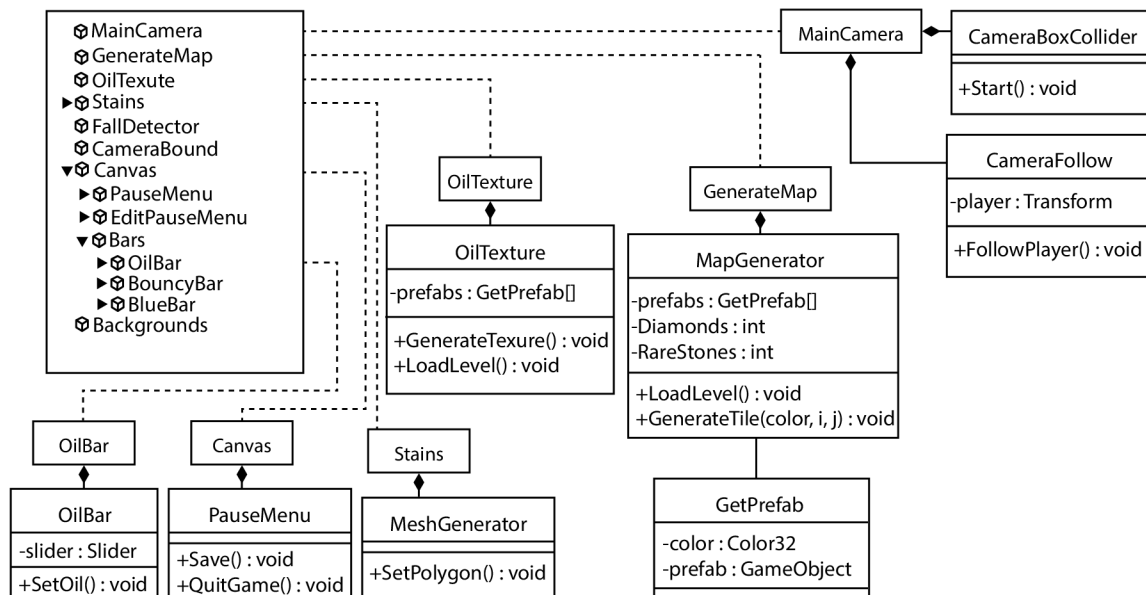 MainCamera
GenerateMap
OilTexute
Stains
FallDetector
CameraBound
Canvas
PauseMenu
EditPauseMenu
Bars
OilBar
BouncyBar
BlueBar
Backgrounds
MainCamera
CameraBoxCollider
+Start() : void
CameraFollow
-player : Transform
+FollowPlayer() : void
OilTexture
OilTexture
-prefabs : GetPrefab[]
+GenerateTexure() : void
+LoadLevel() : void
GenerateMap
MapGenerator
-prefabs : GetPrefab[]
-Diamonds : int
-RareStones : int
+LoadLevel() : void
+GenerateTile(color, i, j) : void
GetPrefab
-color : Color32
-prefab : GameObject
OilBar
OilBar
-slider : Slider
+SetOil() : void
Canvas
PauseMenu
+Save() : void
+QuitGame() : void
Stains
MeshGenerator
+SetPolygon() : void